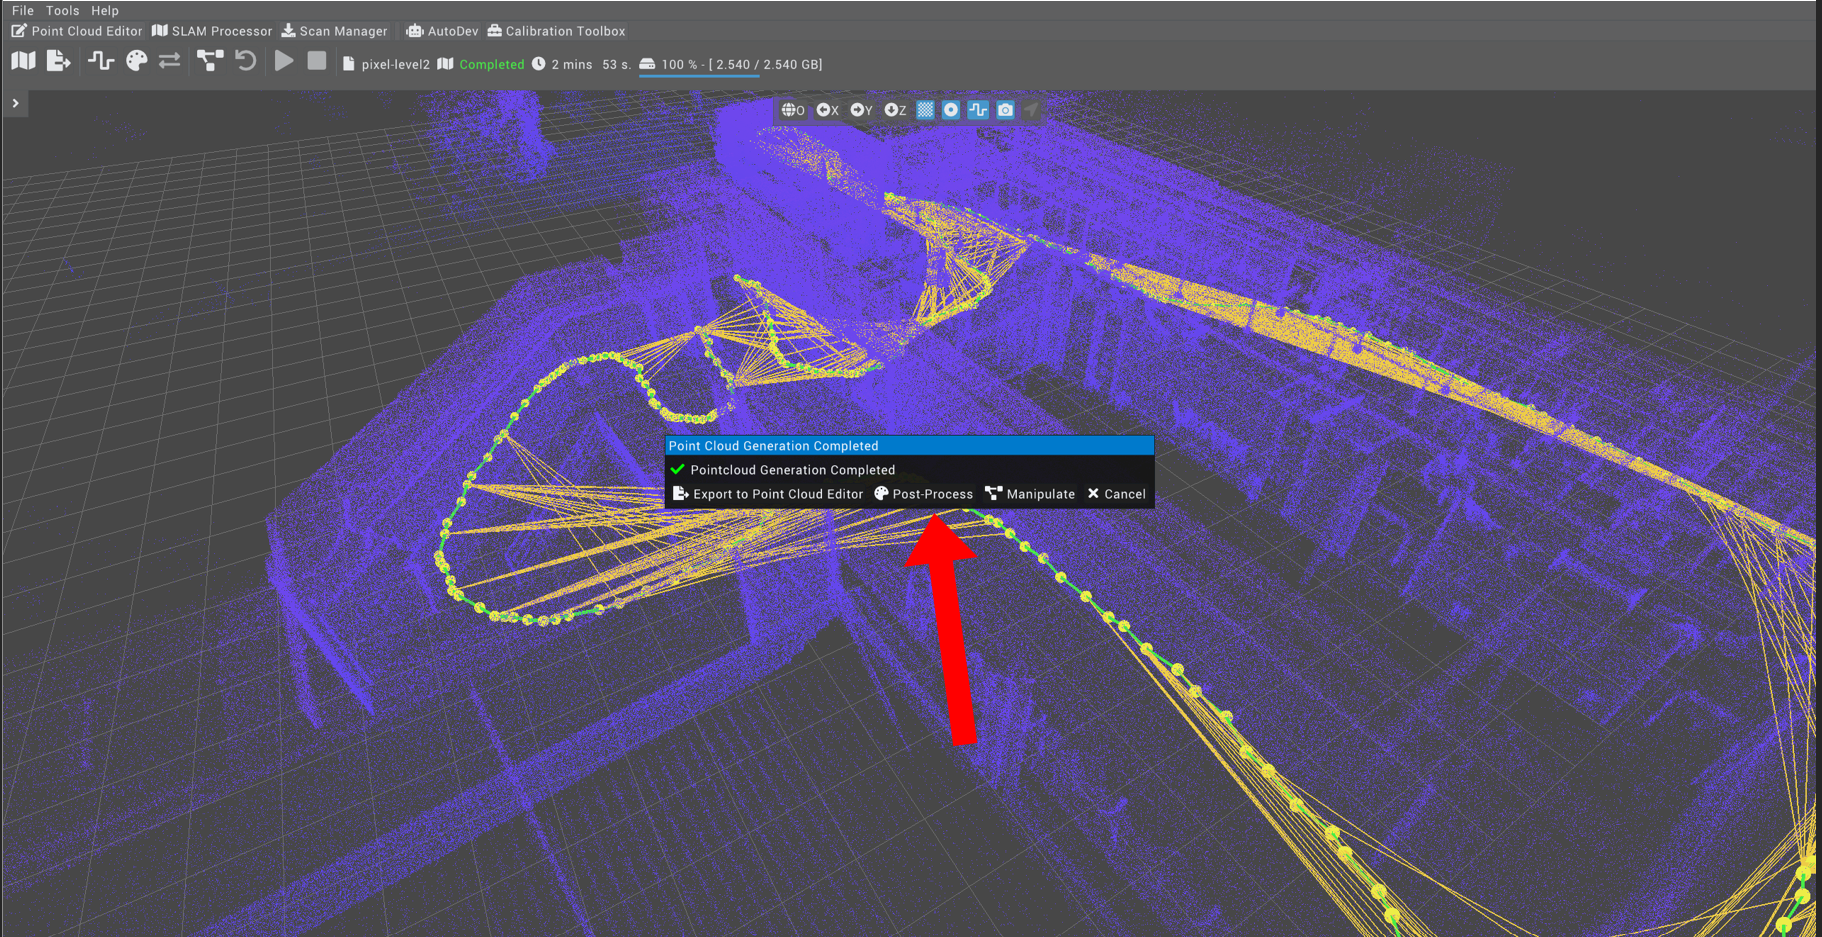 File Tools Help
Point Cloud Editor SLAM Processor Scan Manager AutoDev Calibration Toolbox
pixel-level2 Completed 2 mins 53 s. 100 % - [ 2.540 / 2.540 GB]
O X Y Z
Point Cloud Generation Completed
Pointcloud Generation Completed
Export to Point Cloud Editor Post-Process Manipulate Cancel